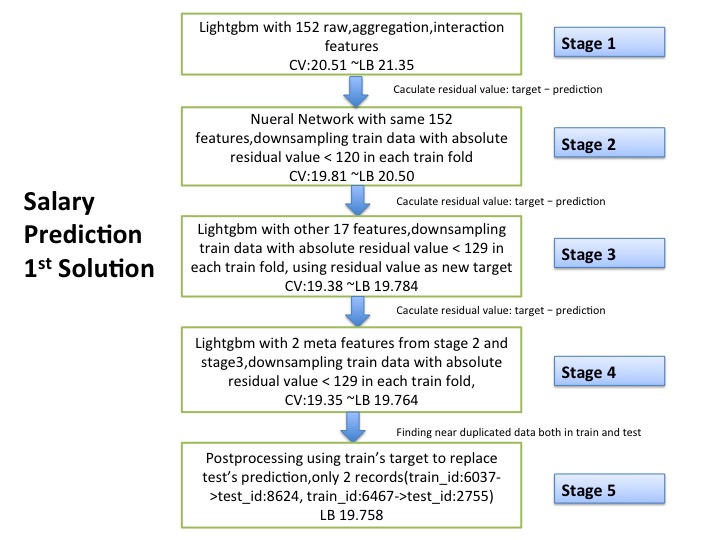 Lightgbm with 152 raw,aggregation,interaction
features
CV:20.51 ~LB 21.35
Stage 1
Caculate residual value: target – prediction
Nueral Network with same 152
features,downsampling train data with absolute
residual value < 120 in each train fold
CV:19.81 ~LB 20.50
Stage 2
Caculate residual value: target – prediction
Salary
Prediction
1st Solution
Lightgbm with other 17 features,downsampling
train data with absolute residual value < 129 in
each train fold, using residual value as new target
CV:19.38 ~LB 19.784
Stage 3
Caculate residual value: target – prediction
Lightgbm with 2 meta features from stage 2 and
stage3,downsampling train data with absolute
residual value < 129 in each train fold,
CV:19.35 ~LB 19.764
Stage 4
Finding near duplicated data both in train and test
Postprocessing using train’s target to replace
test’s prediction,only 2 records(train_id:6037-
>test_id:8624, train_id:6467->test_id:2755)
LB 19.758
Stage 5